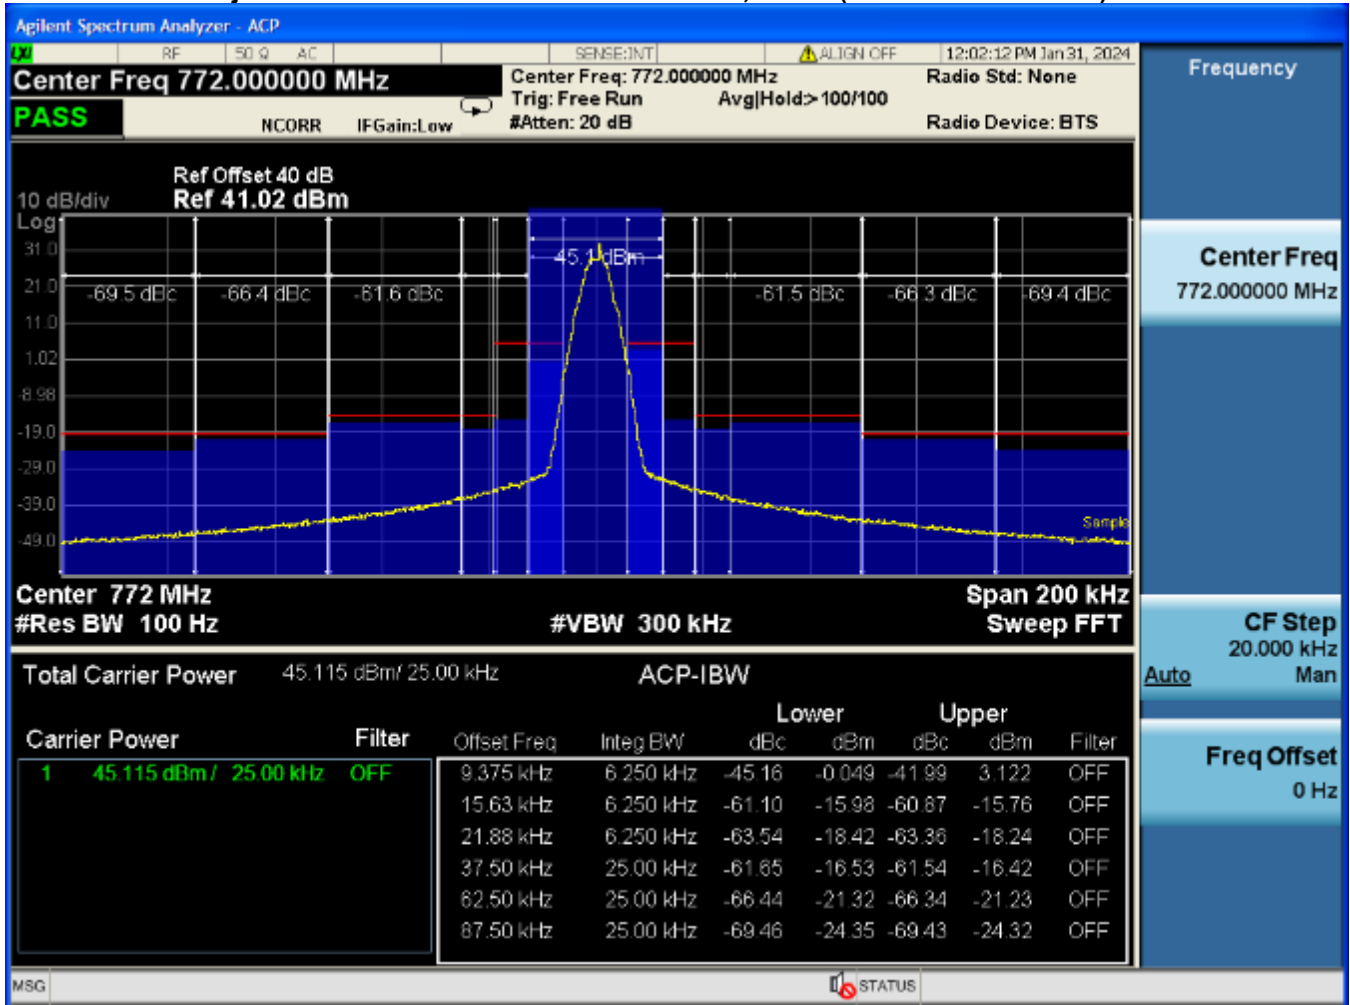 Agilent Spectrum Analyzer - ACP
LXI RF 50 Ω AC SENSE:INT ALIGN OFF 12:02:12 PM Jan 31, 2024
Center Freq 772.000000 MHz
Center Freq: 772.000000 MHz
Radio Std: None
Trig: Free Run Avg|Hold:>100/100
PASS
NCORR IFGain:Low
#Atten: 20 dB
Radio Device: BTS
Ref Offset 40 dB
10 dB/div Ref 41.02 dBm
Log
31.0
45.1 dBm
21.0
-69.5 dBc -66.4 dBc -61.6 dBc -61.5 dBc -66.3 dBc -69.4 dBc
11.0
1.02
-8.98
-19.0
-29.0
-39.0
Sample
-49.0
Center 772 MHz Span 200 kHz
#Res BW 100 Hz #VBW 300 kHz Sweep FFT
Total Carrier Power 45.115 dBm/ 25.00 kHz ACP-IBW
Lower Upper
Carrier Power Filter Offset Freq Integ BW dBc dBm dBc dBm Filter
1 45.115 dBm / 25.00 kHz OFF 9.375 kHz 6.250 kHz -45.16 -0.049 -41.99 3.122 OFF
15.63 kHz 6.250 kHz -61.10 -15.98 -60.87 -15.76 OFF
21.88 kHz 6.250 kHz -63.54 -18.42 -63.36 -18.24 OFF
37.50 kHz 25.00 kHz -61.65 -16.53 -61.54 -16.42 OFF
62.50 kHz 25.00 kHz -66.44 -21.32 -66.34 -21.23 OFF
87.50 kHz 25.00 kHz -69.46 -24.35 -69.43 -24.32 OFF
MSG STATUS
Frequency
Center Freq
772.000000 MHz
CF Step
20.000 kHz
Auto Man
Freq Offset
0 Hz